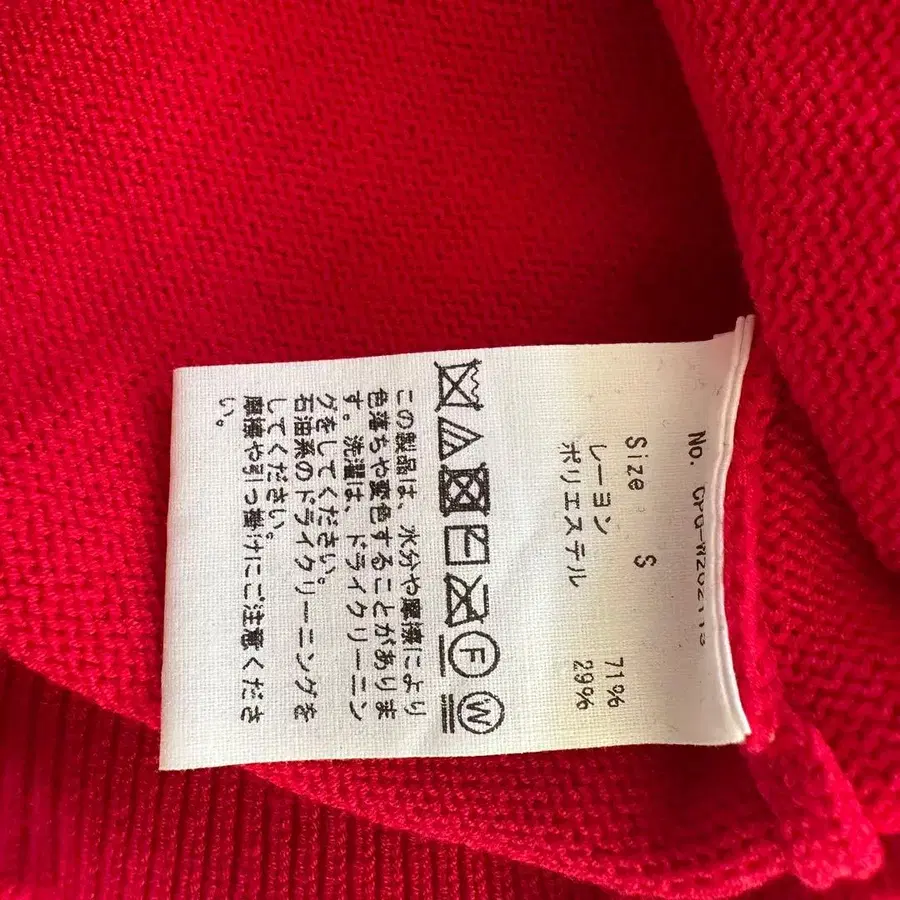 Size S
レーヨン 71%
ポリエステル 29%
F
W
この製品は、水分や摩擦により
色落ちや変色することがありま
す。洗濯は、ドライクリーニン
グをしてください。
石油系のドライクリーニングを
してください。
摩擦や引っ掛けにご注意くださ
い。